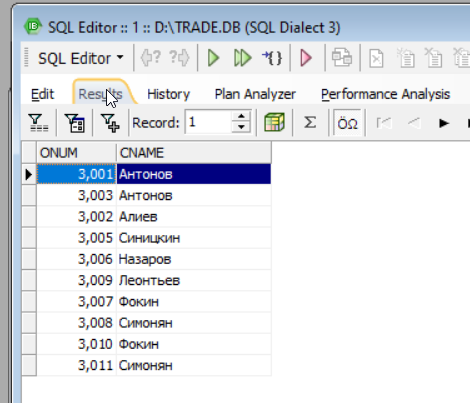 SQL Editor :: 1 :: D:\TRADE.DB (SQL Dialect 3)
SQL Editor
Edit Results History Plan Analyzer Performance Analysis
Record: 1 Σ ÖΩ
ONUM CNAME
3,001 Антонов
3,003 Антонов
3,002 Алиев
3,005 Синицкин
3,006 Назаров
3,009 Леонтьев
3,007 Фокин
3,008 Симонян
3,010 Фокин
3,011 Симонян